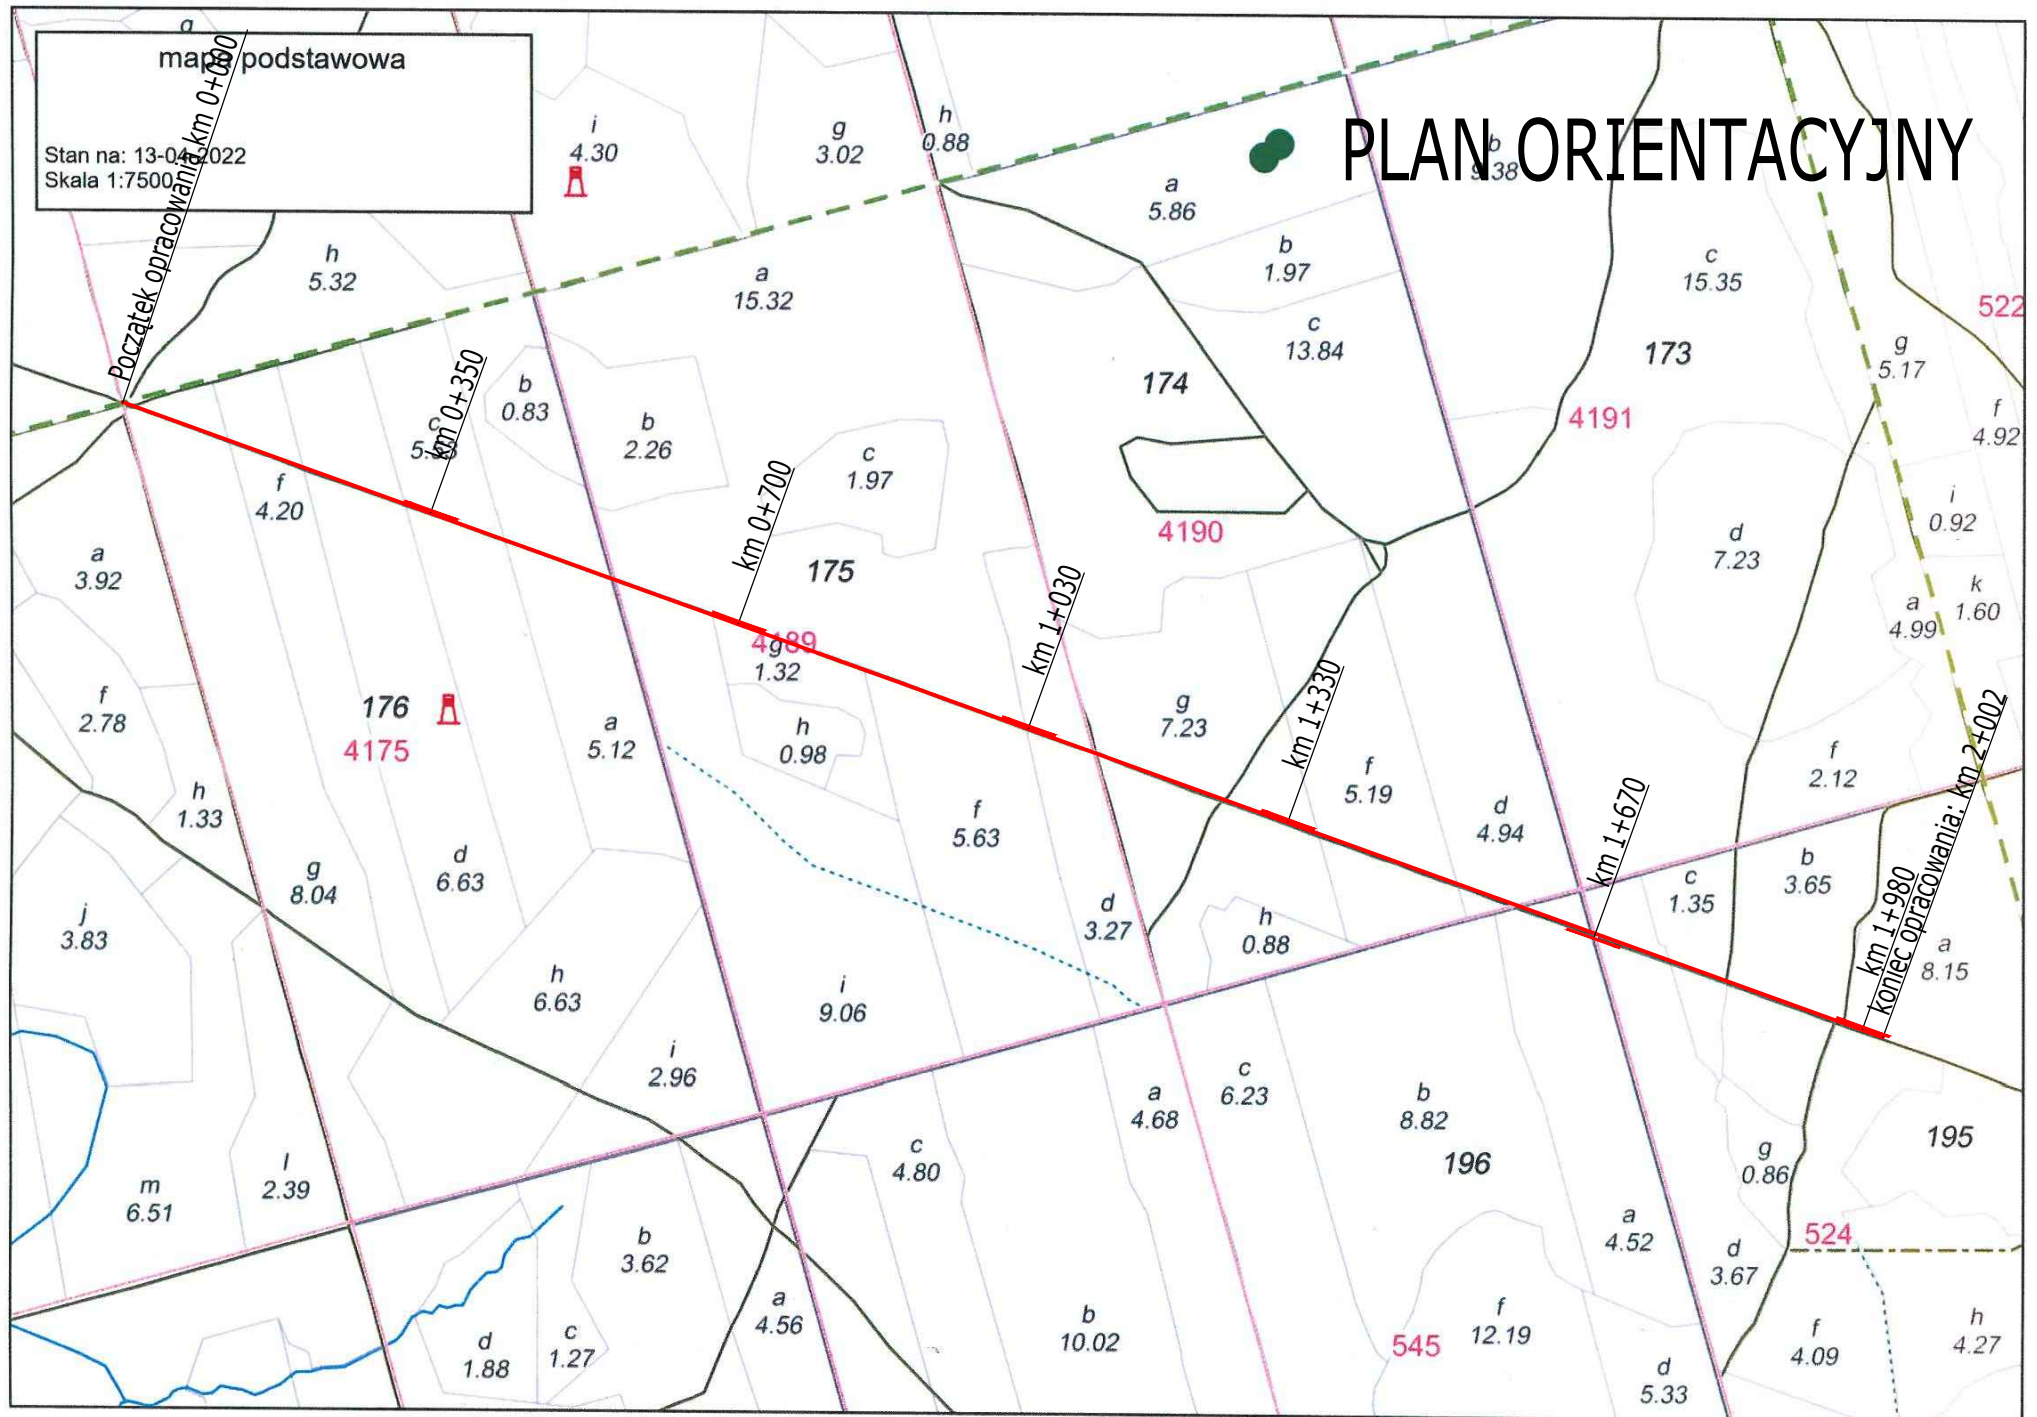 mapa podstawowa
Stan na: 13-04-2022
Skala 1:7500
PLAN ORIENTACYJNY
Początek opracowania km 0+000
km 0+350
km 0+700
km 1+030
km 1+330
km 1+670
km 1+980
koniec opracowania: km 2+002
i
4.30
g
3.02
h
0.88
a
5.86
b
9.38
h
5.32
a
15.32
b
1.97
c
15.35
522
c
13.84
173
g
5.17
174
b
0.83
b
2.26
c
f
4.20
c
1.97
4191
f
4.92
4190
i
0.92
d
7.23
a
3.92
175
k
1.60
a
4.99
4189
g
1.32
176
4175
f
2.78
a
5.12
h
0.98
g
7.23
f
5.19
f
2.12
h
1.33
f
5.63
d
4.94
g
8.04
d
6.63
b
3.65
c
1.35
j
3.83
d
3.27
h
0.88
a
8.15
h
6.63
i
9.06
i
2.96
a
4.68
c
6.23
b
8.82
195
c
4.80
196
g
0.86
m
6.51
l
2.39
b
3.62
a
4.52
524
d
3.67
a
4.56
b
10.02
545
f
12.19
f
4.09
h
4.27
d
1.88
c
1.27
d
5.33